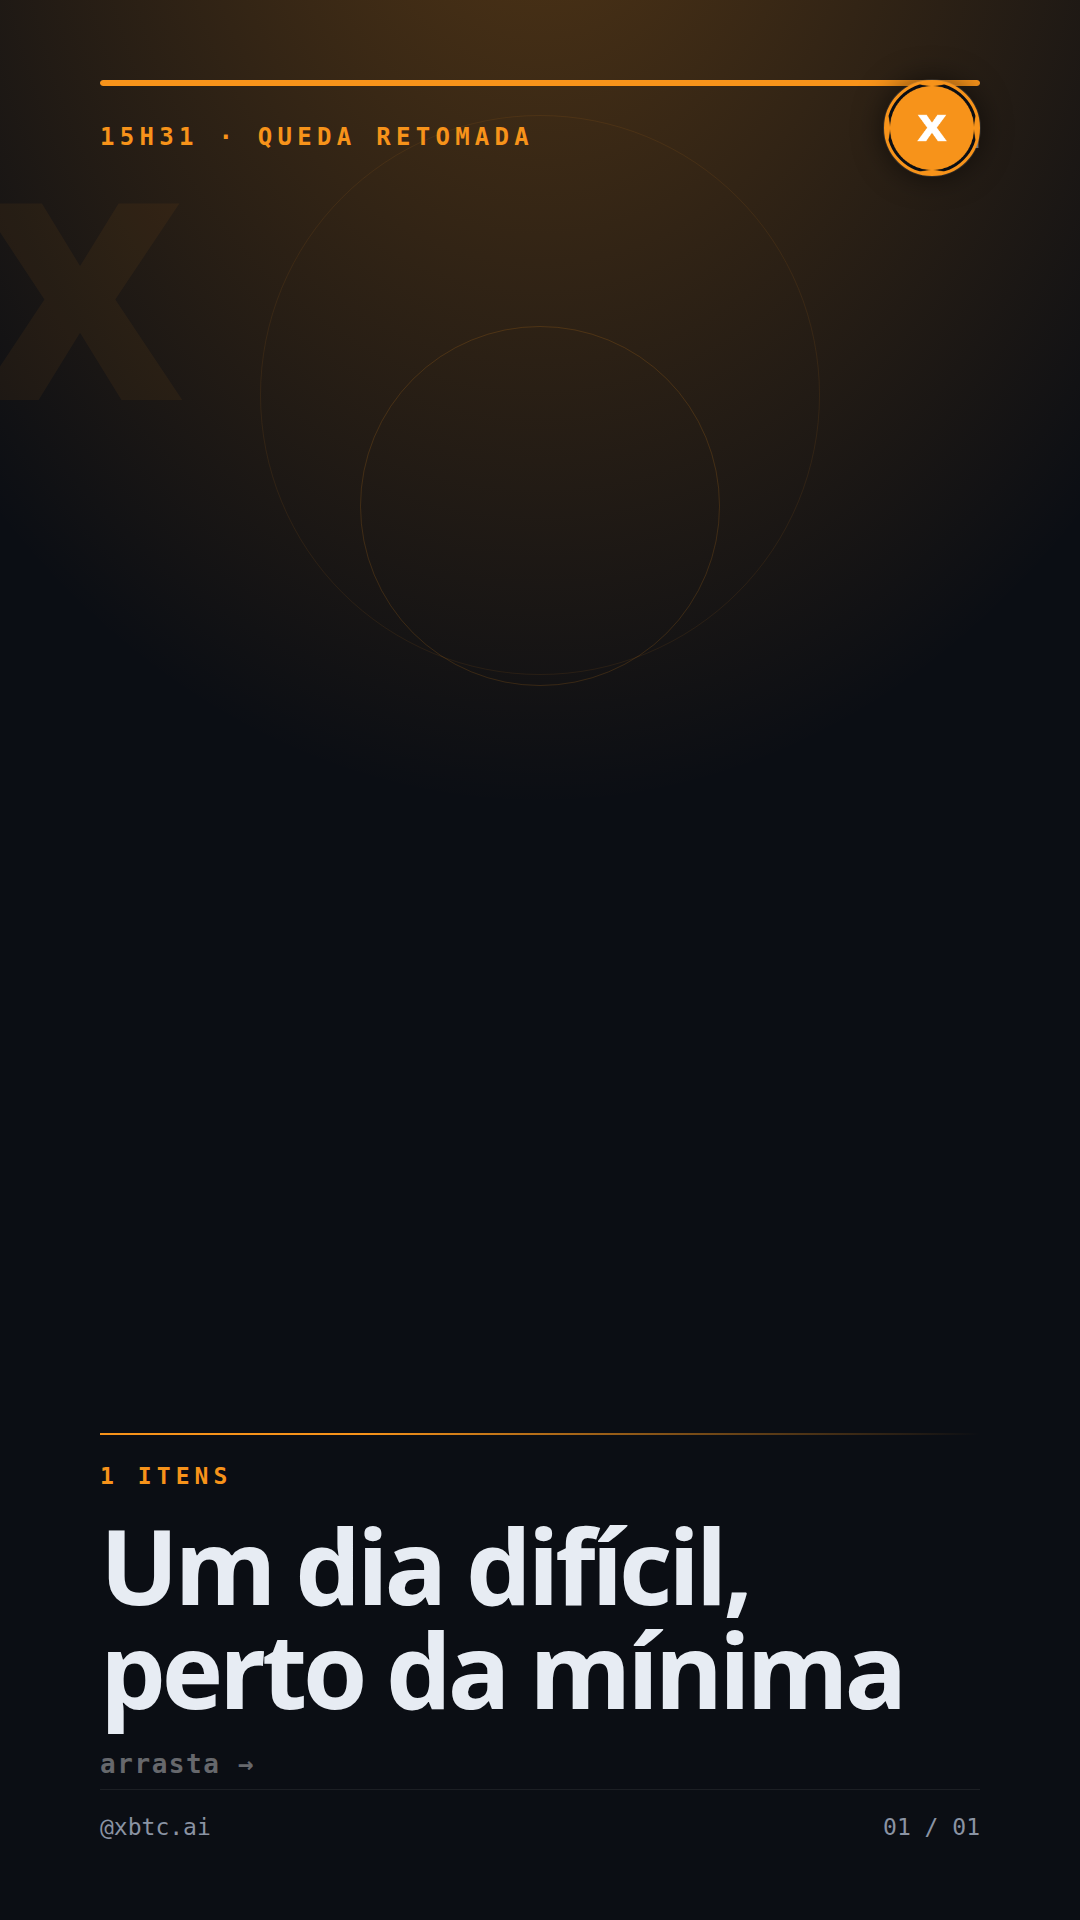 15H31 · QUEDA RETOMADA
x
x
1 ITENS
Um dia difícil,
perto da mínima
arrasta →
@xbtc.ai
01 / 01